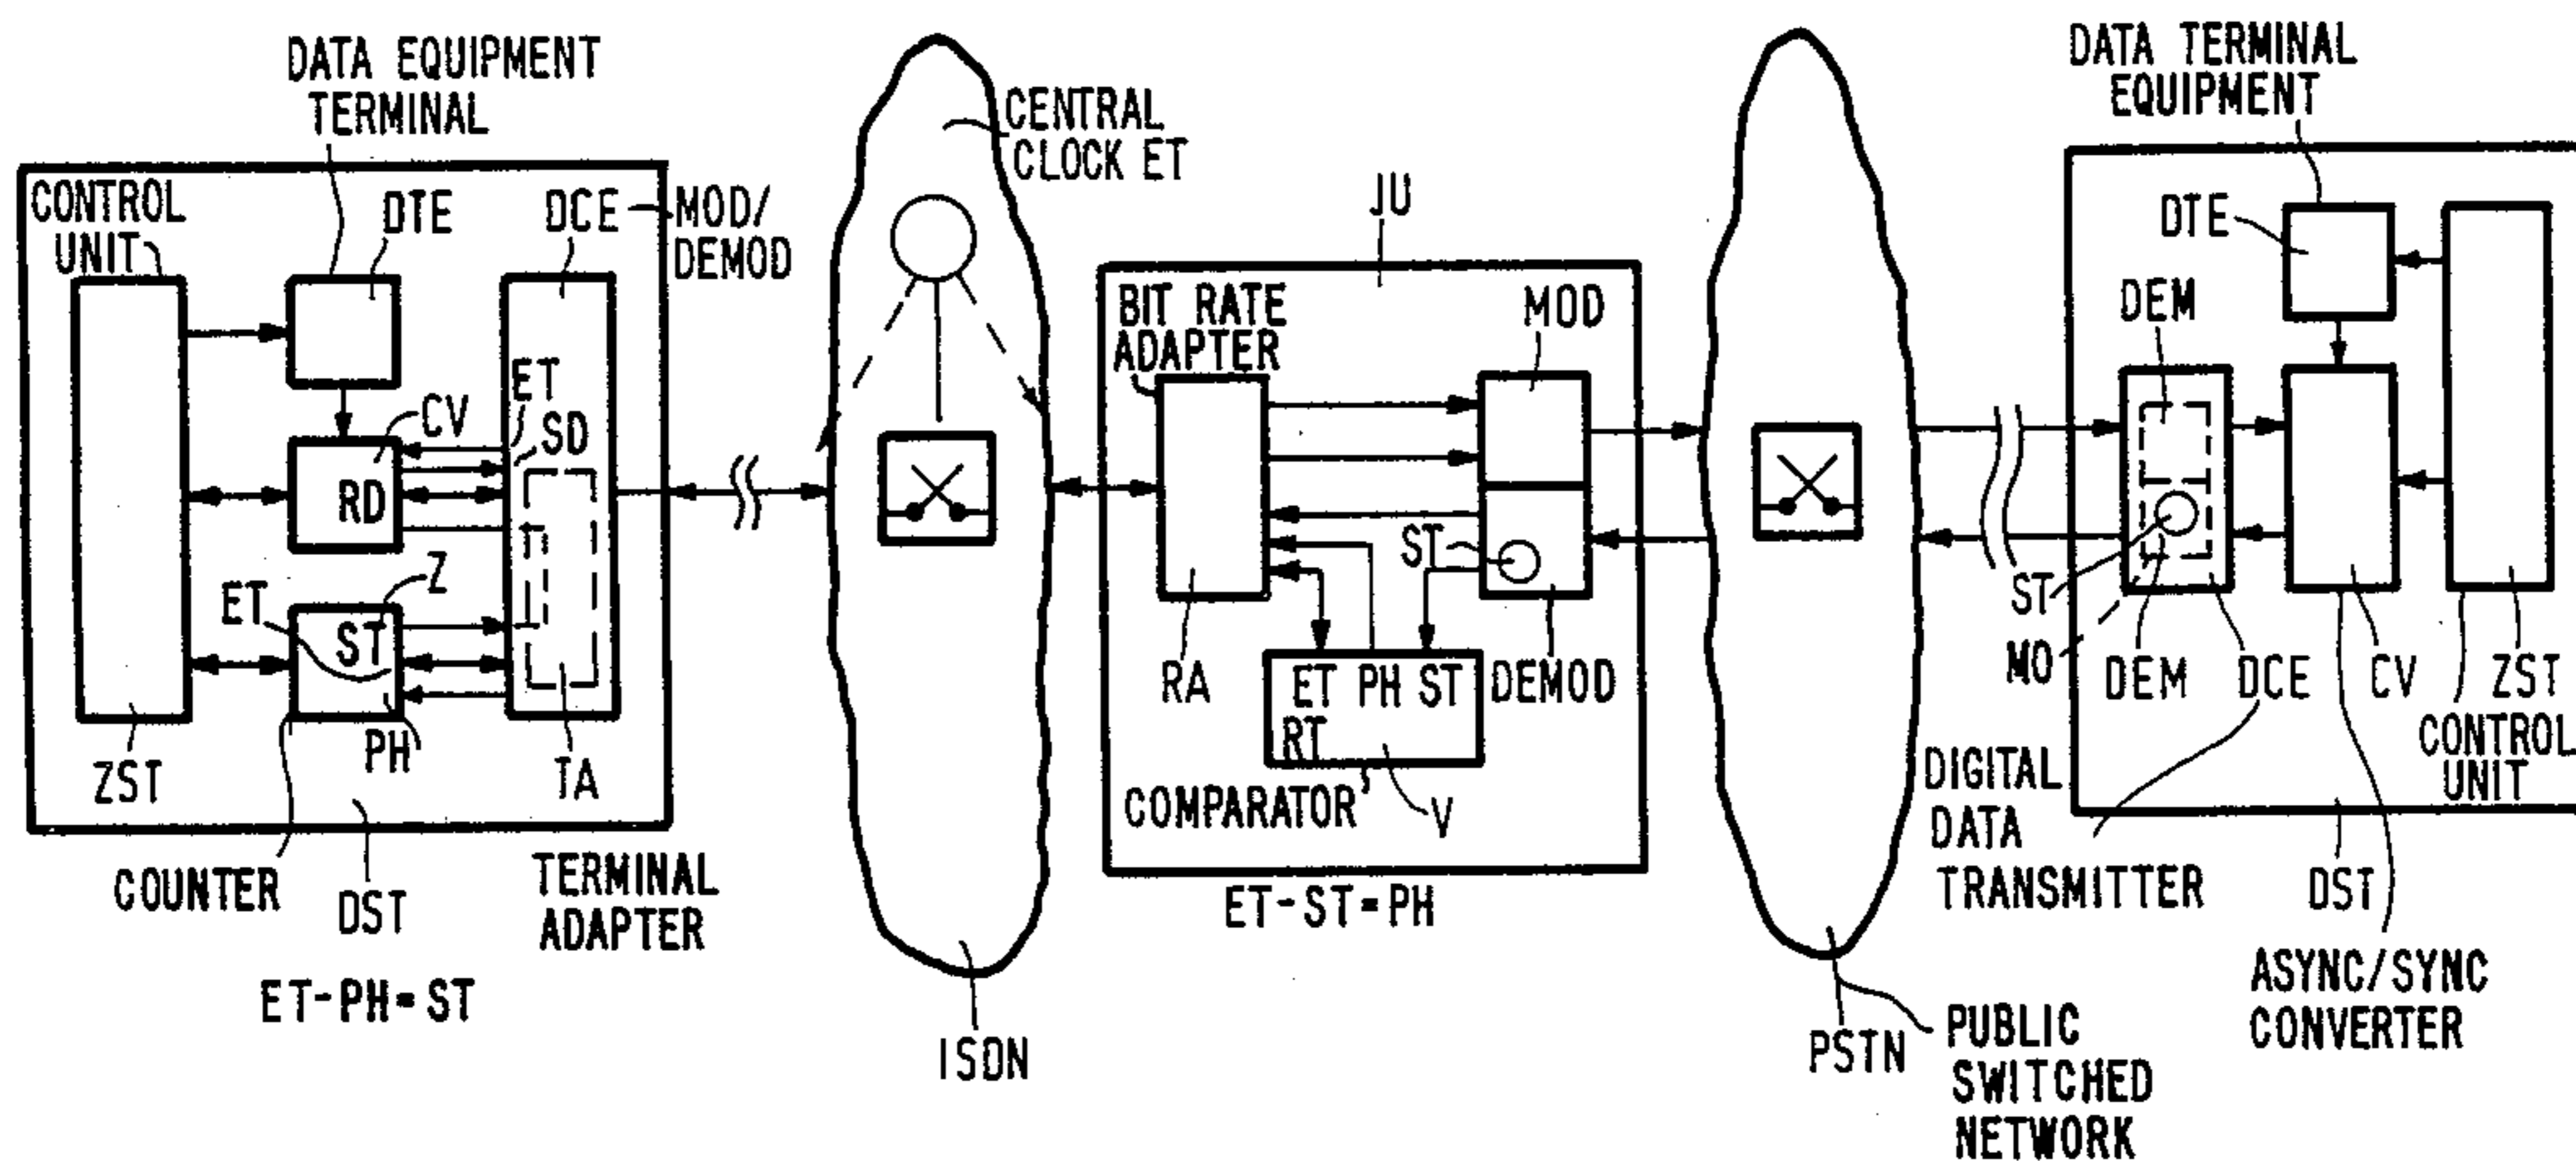 DATA EQUIPMENT
TERMINAL
CONTROL
UNIT
DTE
DCE
MOD/
DEMOD
CV
ET
SD
RD
Z
ET
ST
PH
ZST
TA
COUNTER
DST
TERMINAL
ADAPTER
ET-PH=ST
CENTRAL
CLOCK ET
ISDN
JU
BIT RATE
ADAPTER
MOD
ST
RA
ET PH ST
RT
DEMOD
COMPARATOR
V
ET-ST=PH
PSTN
PUBLIC
SWITCHED
NETWORK
DATA TERMINAL
EQUIPMENT
DTE
DEM
ST
MO
DEM
DCE
CV
ZST
CONTROL
UNIT
DIGITAL
DATA
TRANSMITTER
DST
ASYNC/SYNC
CONVERTER